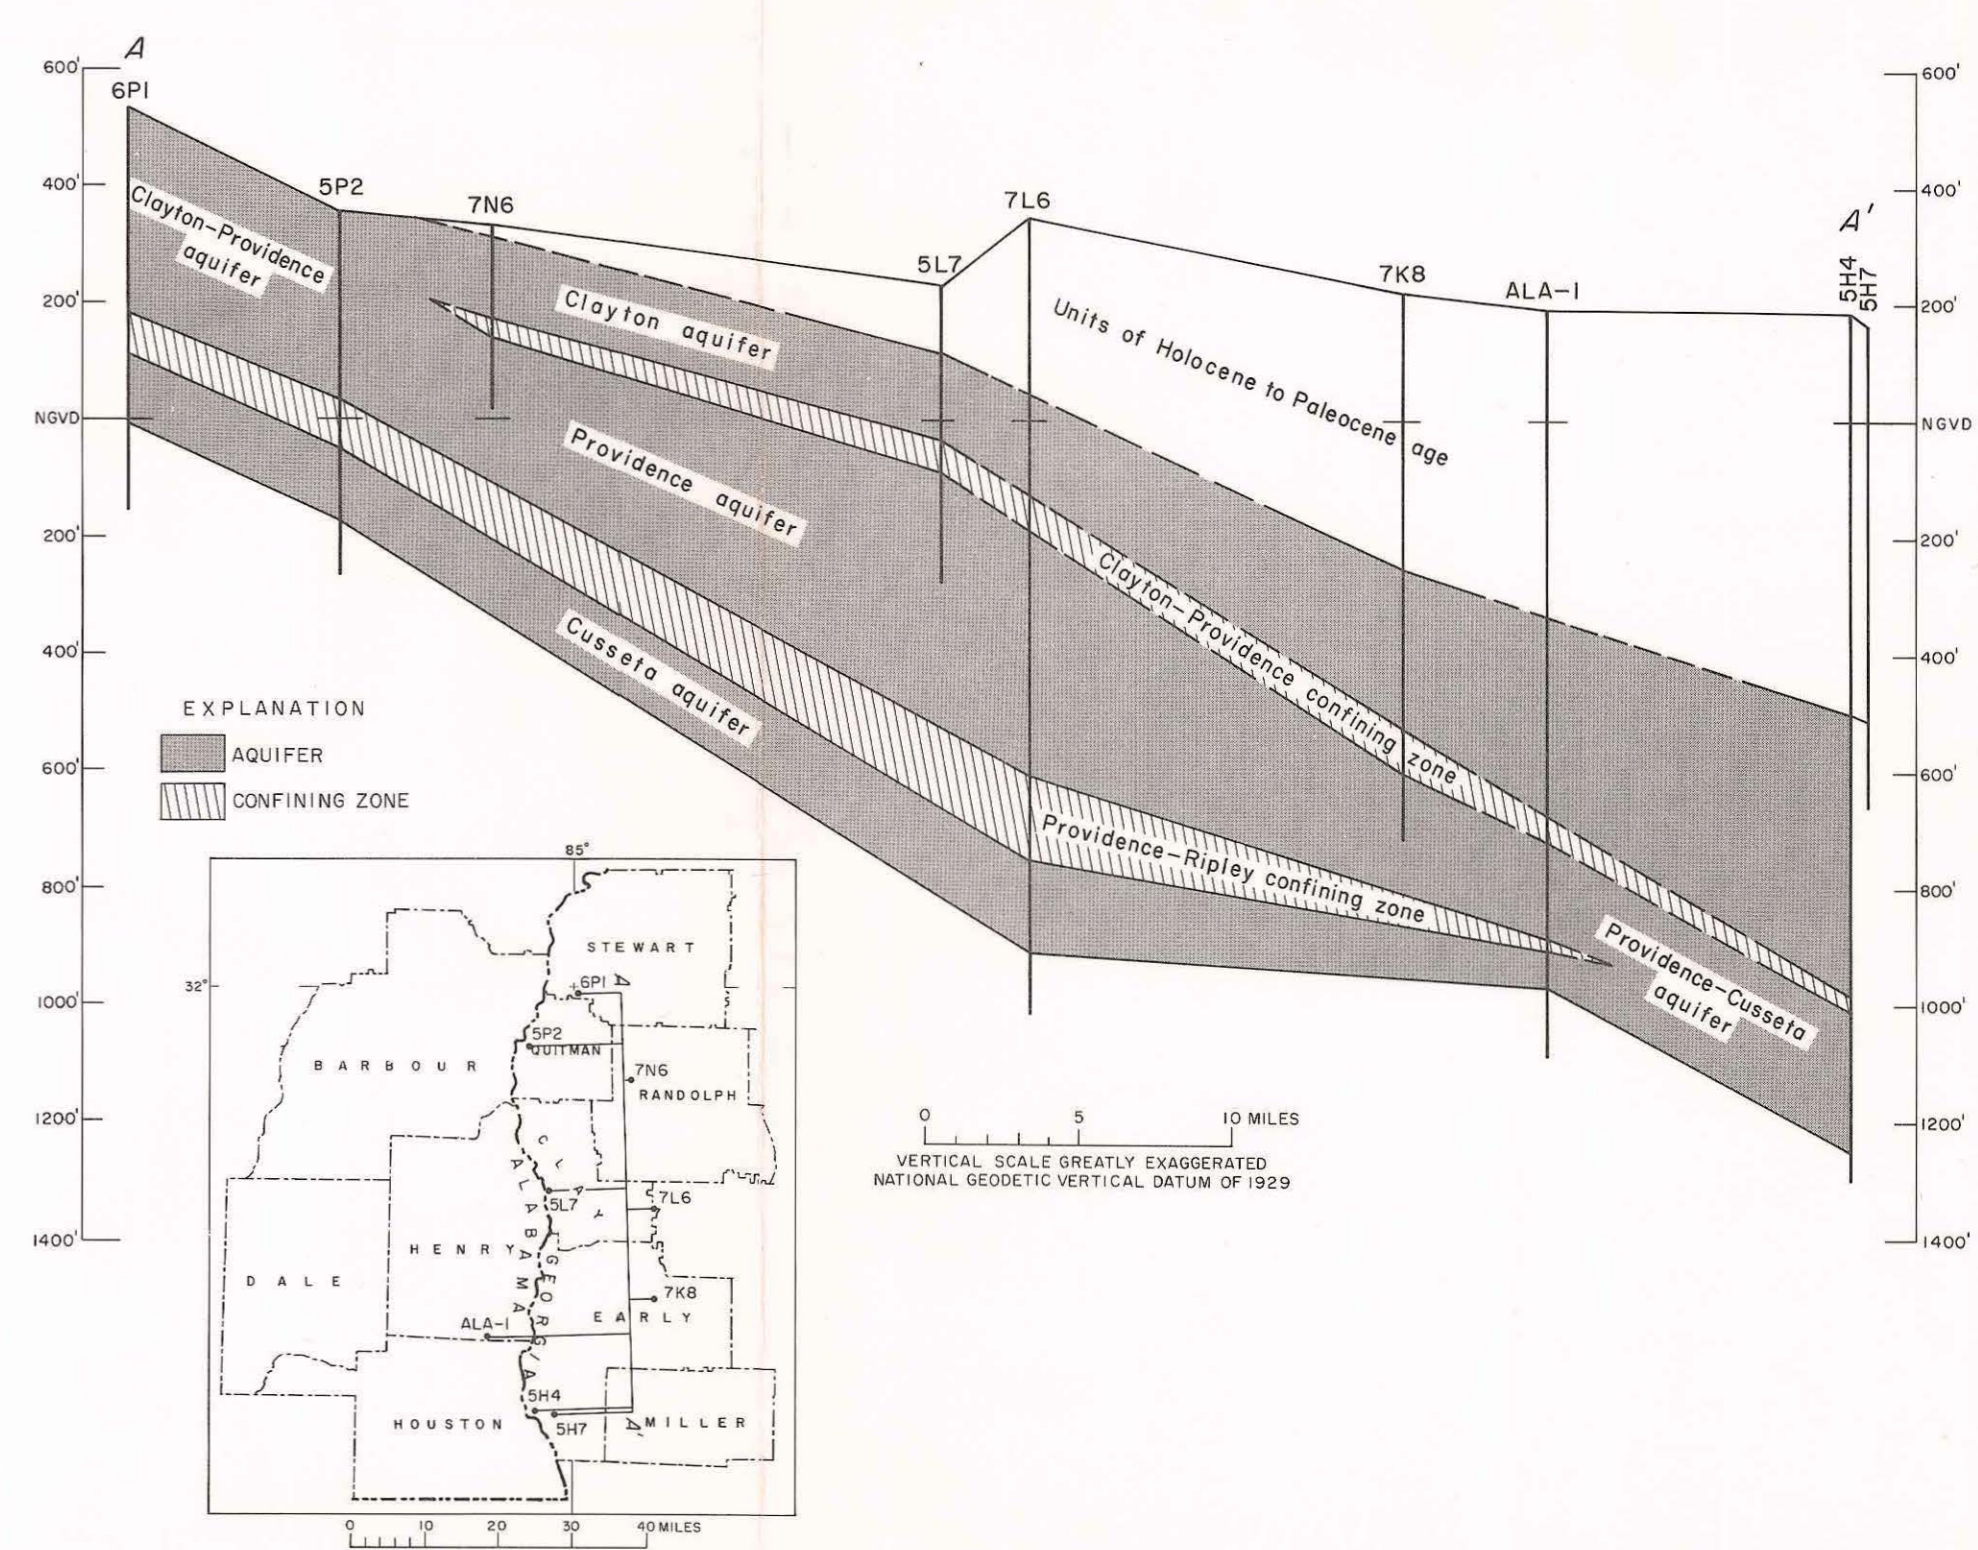 A
600'
6P1
400'
200'
NGVD
200'
400'
600'
800'
1000'
1200'
1400'
5P2
7N6
5L7
7L6
7K8
ALA-1
A'
5H4
5H7
600'
400'
200'
NGVD
200'
400'
600'
800'
1000'
1200'
1400'
Clayton-Providence
aquifer
Clayton aquifer
Providence aquifer
Cusseta aquifer
Units of Holocene to Paleocene age
Clayton-Providence confining zone
Providence-Ripley confining zone
Providence-Cusseta
aquifer
EXPLANATION
AQUIFER
CONFINING ZONE
0 5 10 MILES
VERTICAL SCALE GREATLY EXAGGERATED
NATIONAL GEODETIC VERTICAL DATUM OF 1929
85°
32°
STEWART
6P1
A
5P2
QUITMAN
BARBOUR
7N6
RANDOLPH
CLAY
ALABAMA
GEORGIA
5L7
7L6
HENRY
DALE
7K8
EARLY
ALA-1
5H4
5H7
A'
HOUSTON
MILLER
0 10 20 30 40 MILES